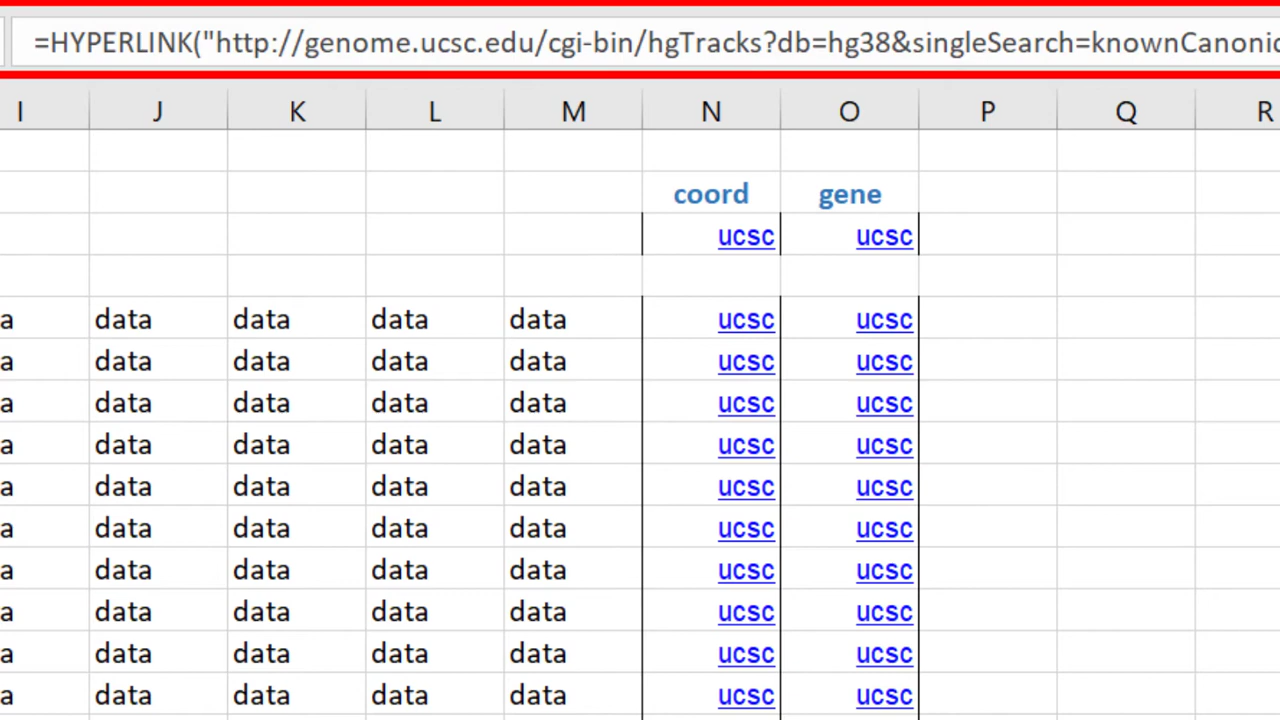 =HYPERLINK("http://genome.ucsc.edu/cgi-bin/hgTracks?db=hg38&singleSearch=knownCanonic
I J K L M N O P Q R
coord gene
ucsc ucsc
a data data data data ucsc ucsc
a data data data data ucsc ucsc
a data data data data ucsc ucsc
a data data data data ucsc ucsc
a data data data data ucsc ucsc
a data data data data ucsc ucsc
a data data data data ucsc ucsc
a data data data data ucsc ucsc
a data data data data ucsc ucsc
a data data data data ucsc ucsc